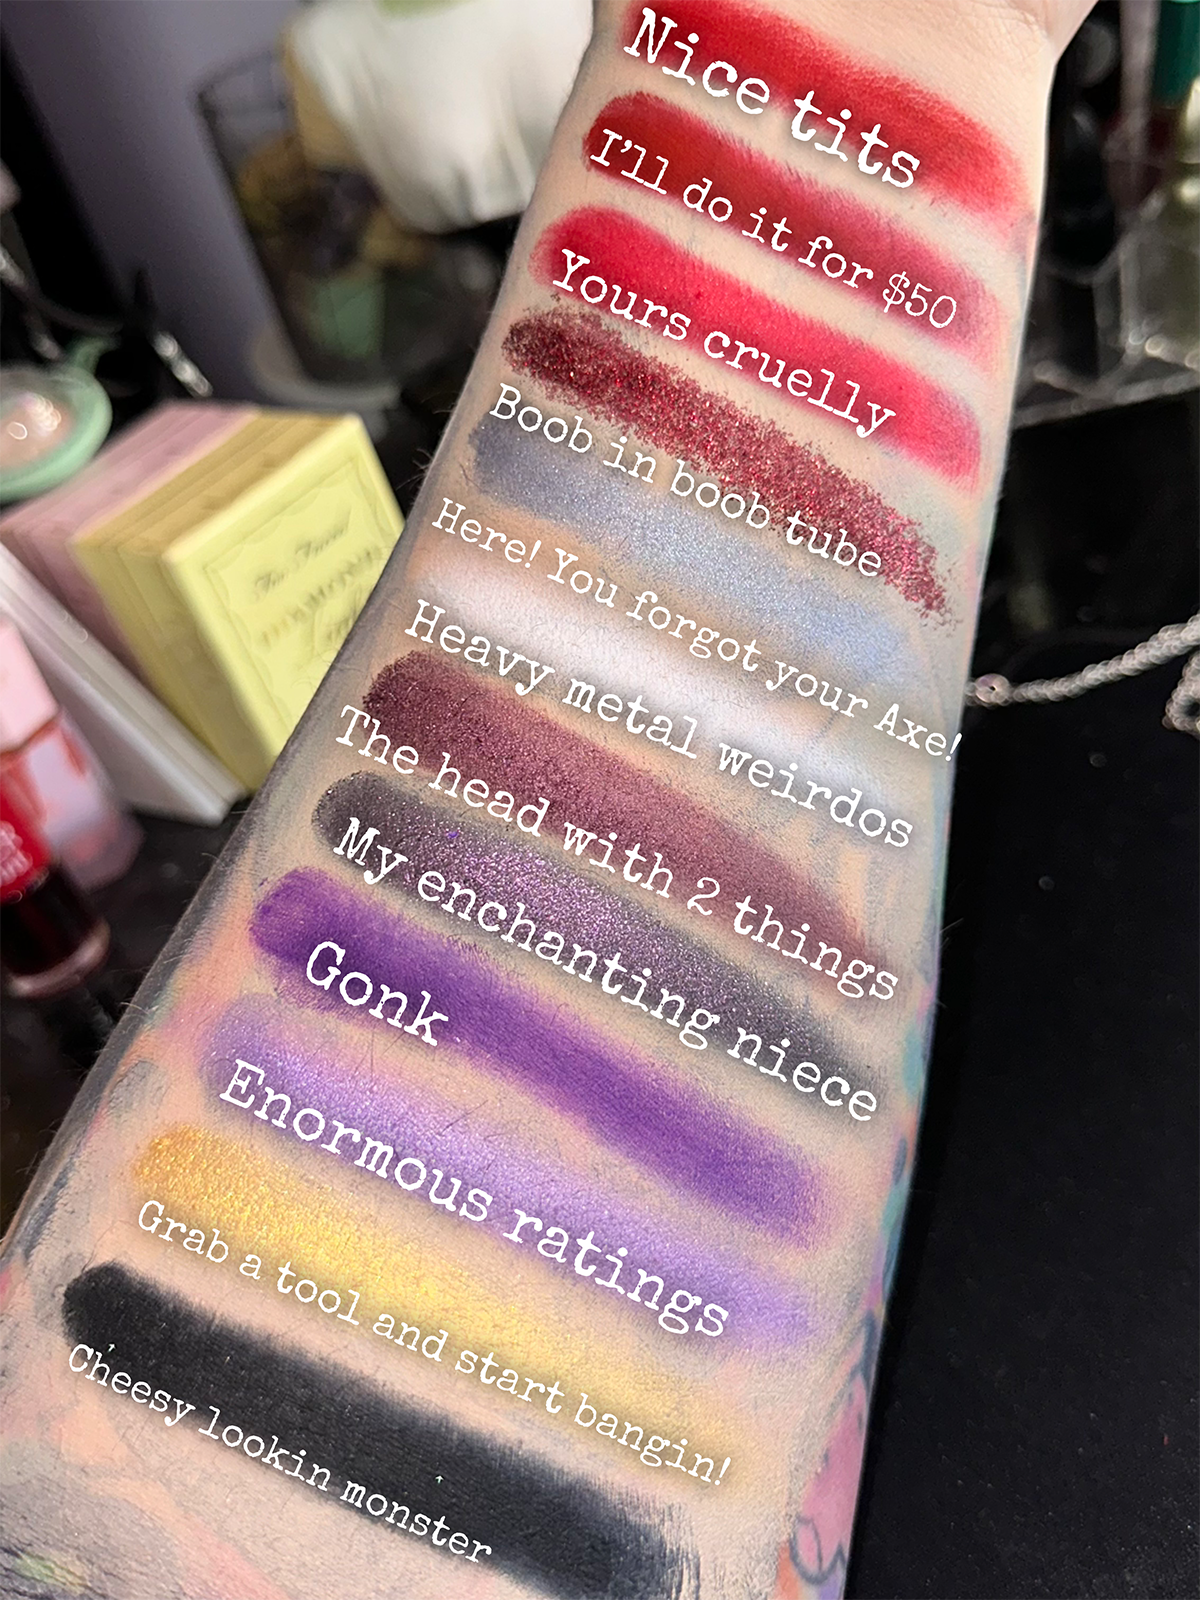 Nice tits
I'll do it for $50
Yours cruelly
Boob in boob tube
Here! You forgot your Axe!
Heavy metal weirdos
The head with 2 things
My enchanting niece
Gonk
Enormous ratings
Grab a tool and start bangin!
Cheesy lookin monster
Too Faced